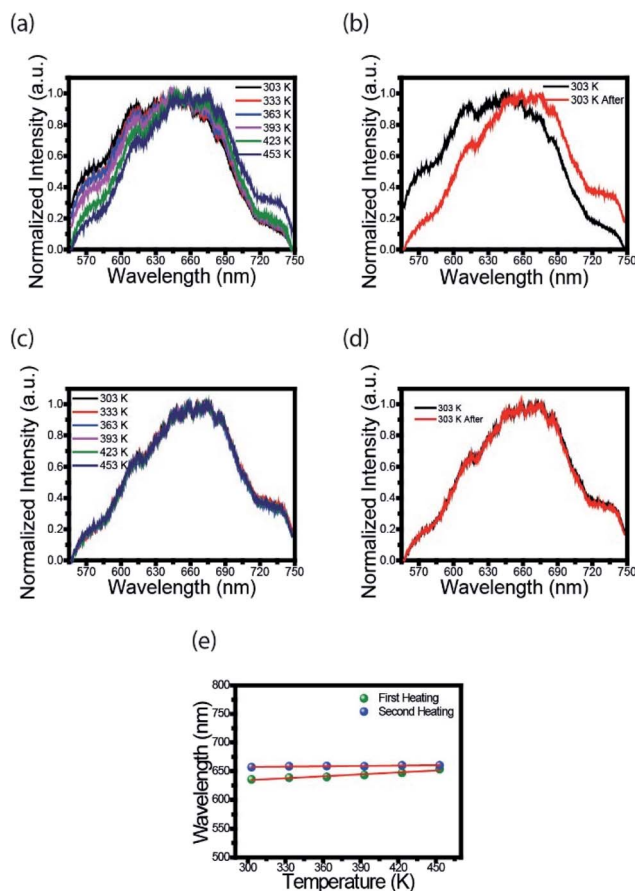 (a)
Normalized Intensity (a.u.)
1.0
0.8
0.6
0.4
0.2
0.0
303 K
333 K
363 K
393 K
423 K
453 K
570 600 630 660 690 720 750
Wavelength (nm)
(b)
Normalized Intensity (a.u.)
1.0
0.8
0.6
0.4
0.2
0.0
303 K
303 K After
570 600 630 660 690 720 750
Wavelength (nm)
(c)
Normalized Intensity (a.u.)
1.0
0.8
0.6
0.4
0.2
0.0
303 K
333 K
363 K
393 K
423 K
453 K
570 600 630 660 690 720 750
Wavelength (nm)
(d)
Normalized Intensity (a.u.)
1.0
0.8
0.6
0.4
0.2
0.0
303 K
303 K After
570 600 630 660 690 720 750
Wavelength (nm)
(e)
Wavelength (nm)
800
750
700
650
600
550
500
First Heating
Second Heating
300 330 360 390 420 450
Temperature (K)